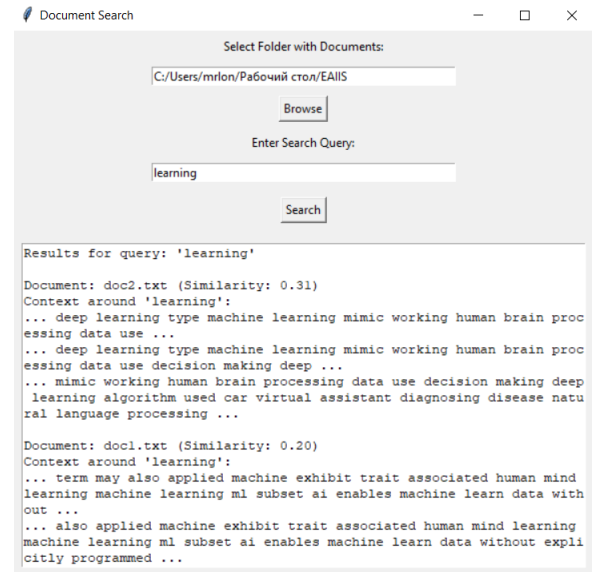 Document Search
Select Folder with Documents:
C:/Users/mrlon/Рабочий стол/EAIIS
Browse
Enter Search Query:
learning
Search
Results for query: 'learning'
Document: doc2.txt (Similarity: 0.31)
Context around 'learning':
... deep learning type machine learning mimic working human brain proc
essing data use ...
... deep learning type machine learning mimic working human brain proc
essing data use decision making deep ...
... mimic working human brain processing data use decision making deep
 learning algorithm used car virtual assistant diagnosing disease natu
ral language processing ...
Document: doc1.txt (Similarity: 0.20)
Context around 'learning':
... term may also applied machine exhibit trait associated human mind
learning machine learning ml subset ai enables machine learn data with
out ...
... also applied machine exhibit trait associated human mind learning
machine learning ml subset ai enables machine learn data without expli
citly programmed ...